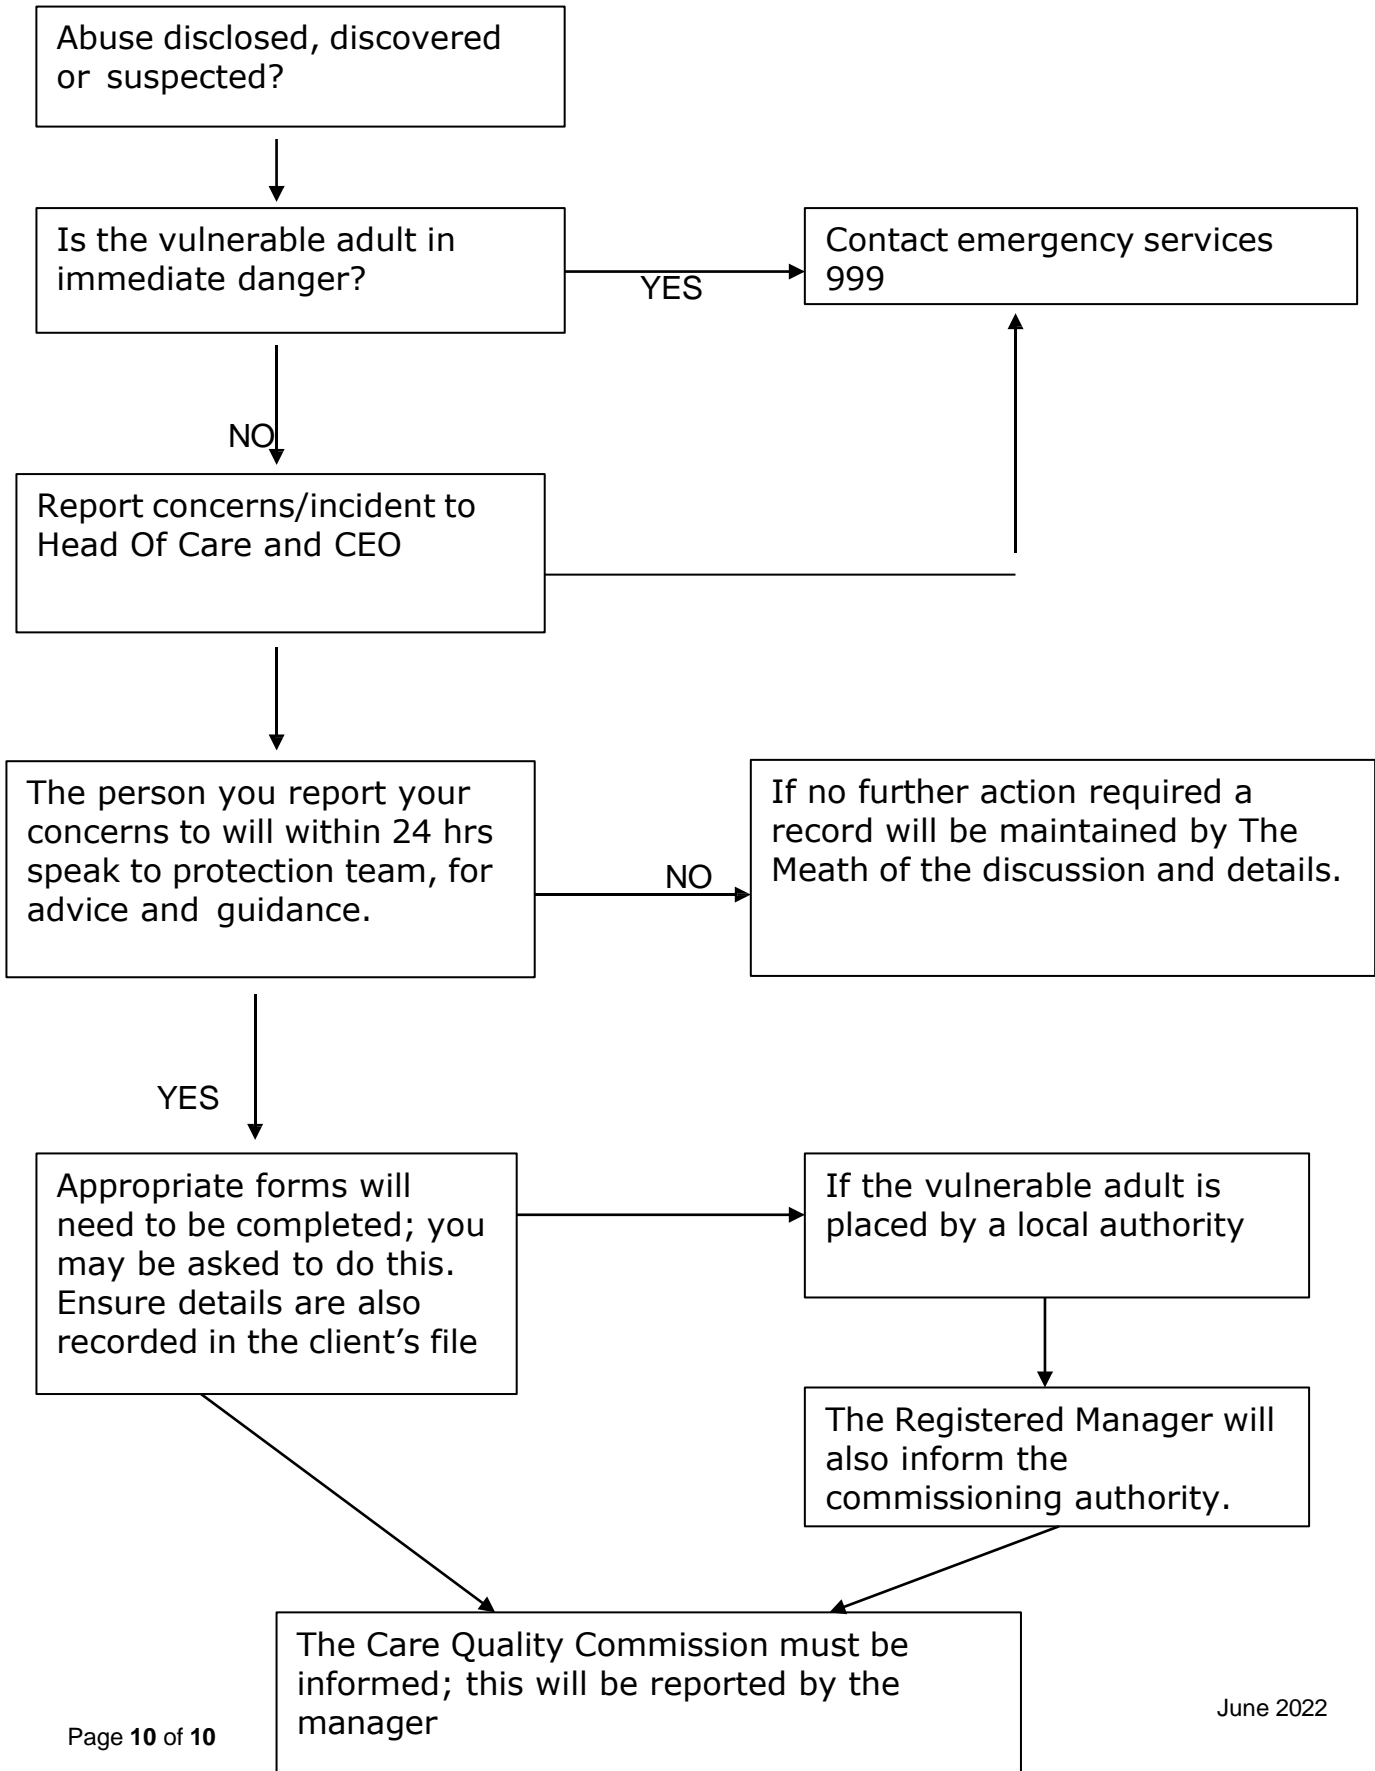 Abuse disclosed, discovered
or suspected?
Is the vulnerable adult in
immediate danger?
YES
Contact emergency services
999
NO
Report concerns/incident to
Head Of Care and CEO
The person you report your
concerns to will within 24 hrs
speak to protection team, for
advice and guidance.
NO
If no further action required a
record will be maintained by The
Meath of the discussion and details.
YES
Appropriate forms will
need to be completed; you
may be asked to do this.
Ensure details are also
recorded in the client’s file
If the vulnerable adult is
placed by a local authority
The Registered Manager will
also inform the
commissioning authority.
The Care Quality Commission must be
informed; this will be reported by the
manager
Page 10 of 10
June 2022